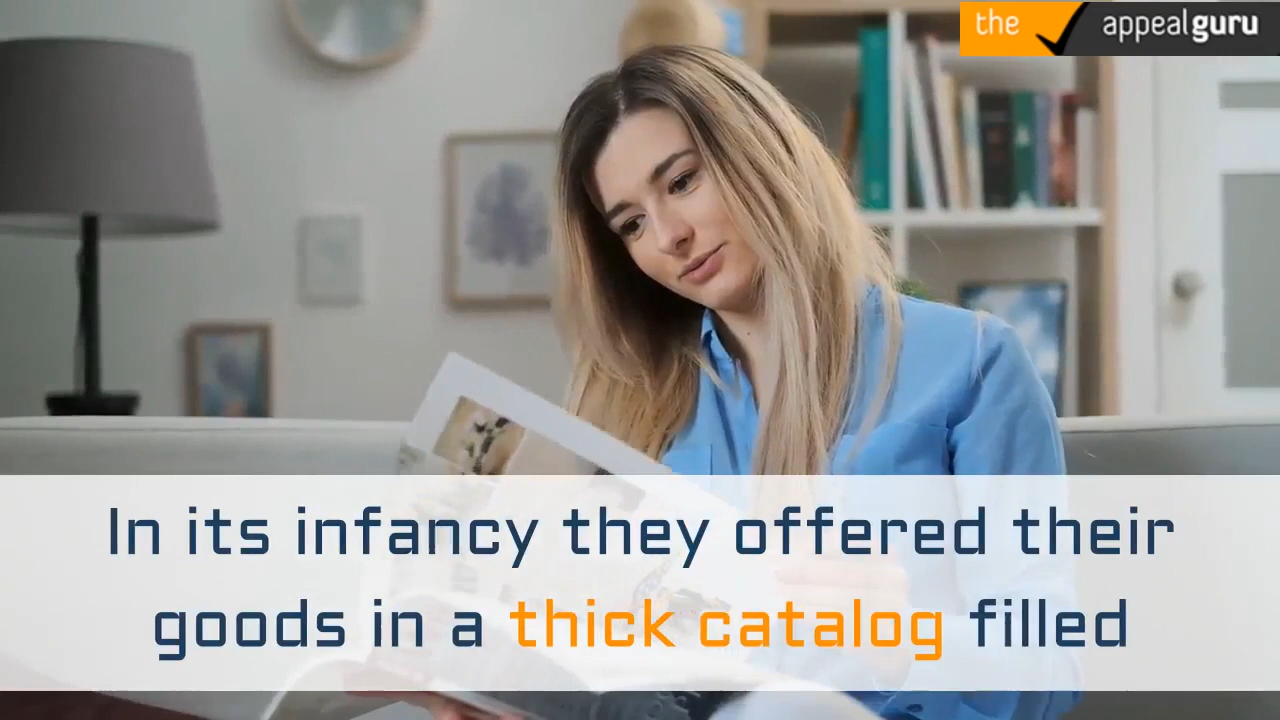 the appealguru
In its infancy they offered their
goods in a thick catalog filled